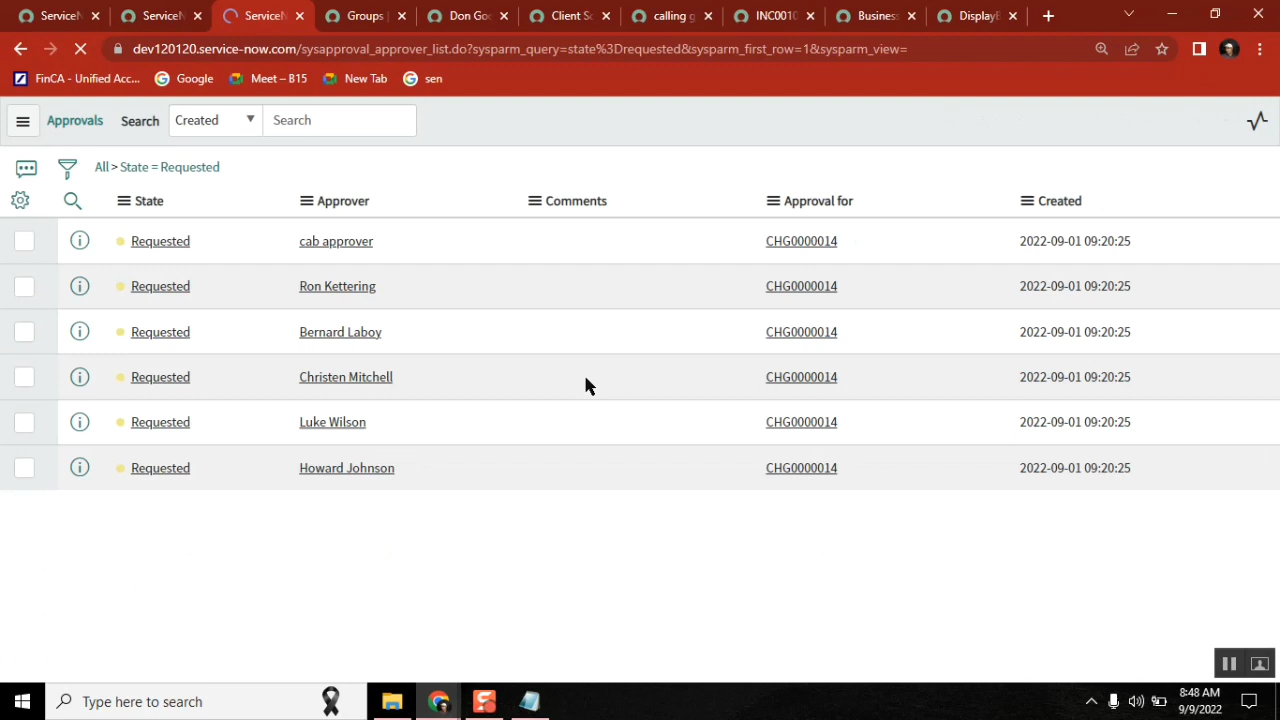 ServiceN
ServiceN
ServiceN
Groups
Don Goo
Client Sc
calling g
INC0010
Business
DisplayB
dev120120.service-now.com/sysapproval_approver_list.do?sysparm_query=state%3Drequested&sysparm_first_row=1&sysparm_view=
FinCA - Unified Acc...
Google
Meet – B15
New Tab
sen
Approvals Search Created Search
All > State = Requested
State Approver Comments Approval for Created
Requested cab approver CHG0000014 2022-09-01 09:20:25
Requested Ron Kettering CHG0000014 2022-09-01 09:20:25
Requested Bernard Laboy CHG0000014 2022-09-01 09:20:25
Requested Christen Mitchell CHG0000014 2022-09-01 09:20:25
Requested Luke Wilson CHG0000014 2022-09-01 09:20:25
Requested Howard Johnson CHG0000014 2022-09-01 09:20:25
Type here to search
8:48 AM
9/9/2022